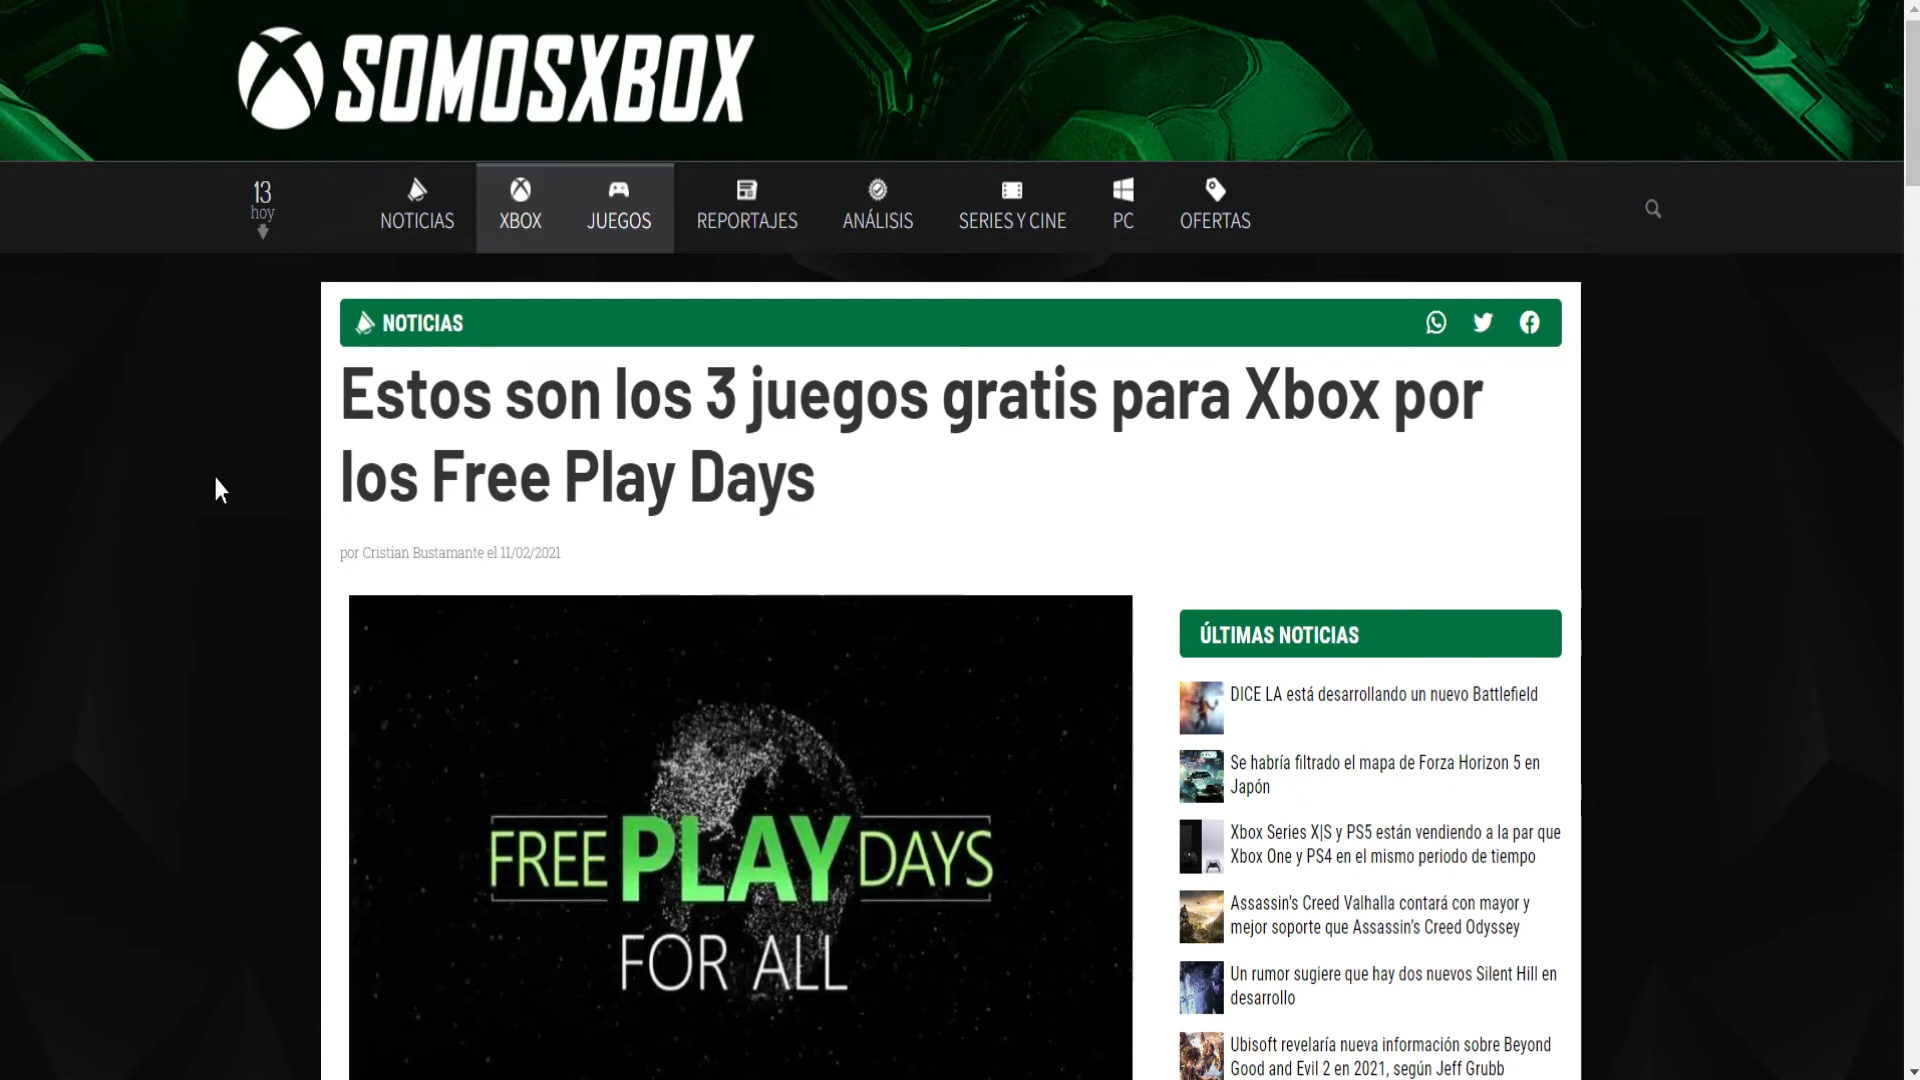 SOMOSXBOX
13
hoy
NOTICIAS
XBOX
JUEGOS
REPORTAJES
ANÁLISIS
SERIES Y CINE
PC
OFERTAS
NOTICIAS
Estos son los 3 juegos gratis para Xbox por
los Free Play Days
por Cristian Bustamante el 11/02/2021
FREE PLAY DAYS
FOR ALL
ÚLTIMAS NOTICIAS
DICE LA está desarrollando un nuevo Battlefield
Se habría filtrado el mapa de Forza Horizon 5 en
Japón
Xbox Series X|S y PS5 están vendiendo a la par que
Xbox One y PS4 en el mismo periodo de tiempo
Assassin's Creed Valhalla contará con mayor y
mejor soporte que Assassin's Creed Odyssey
Un rumor sugiere que hay dos nuevos Silent Hill en
desarrollo
Ubisoft revelaría nueva información sobre Beyond
Good and Evil 2 en 2021, según Jeff Grubb